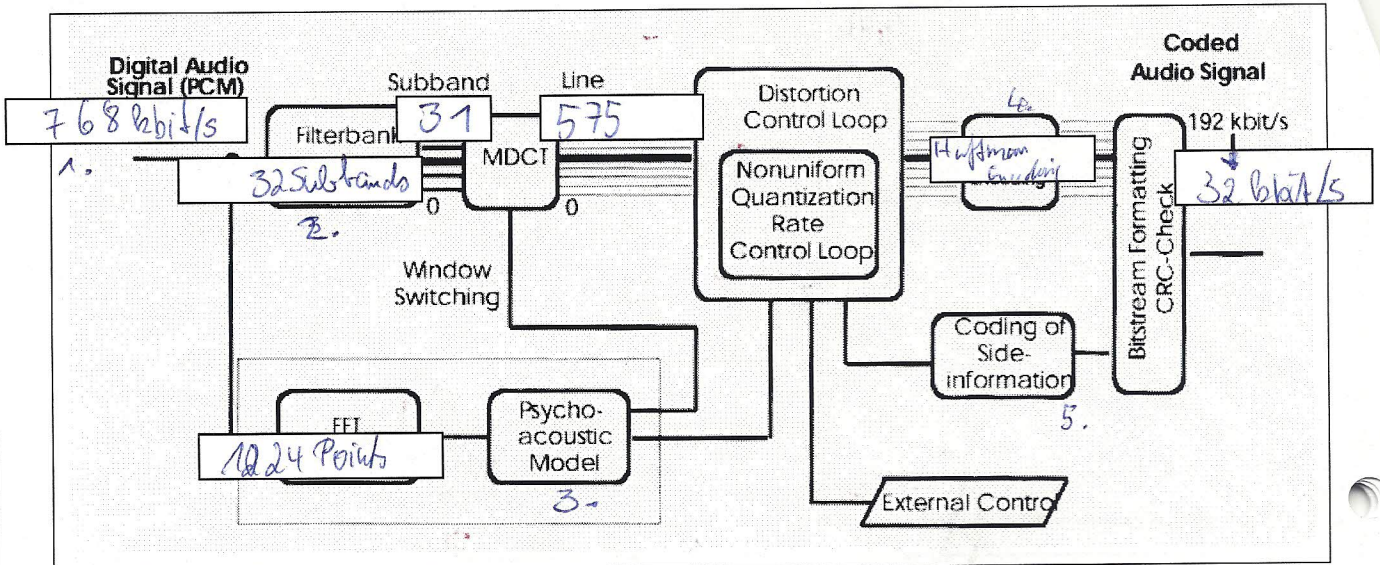 Digital Audio
Signal (PCM)
768 kbit/s
1.
Filterbank
32 Subbands
2.
Subband
31
0
MDCT
Line
575
0
Window
Switching
FFT
1024 Points
Psycho-
acoustic
Model
3.
Distortion
Control Loop
Nonuniform
Quantization
Rate
Control Loop
4.
Huffman
Encoding
Coding of
Side-
information
5.
External Control
Bitstream Formatting
CRC-Check
Coded
Audio Signal
192 kbit/s
32 kbit/s